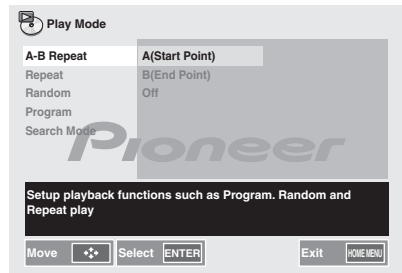 Play Mode
A-B Repeat A(Start Point)
Repeat B(End Point)
Random Off
Program
Search Mode
Pioneer
Setup playback functions such as Program. Random and
Repeat play
Move Select ENTER Exit HOME MENU